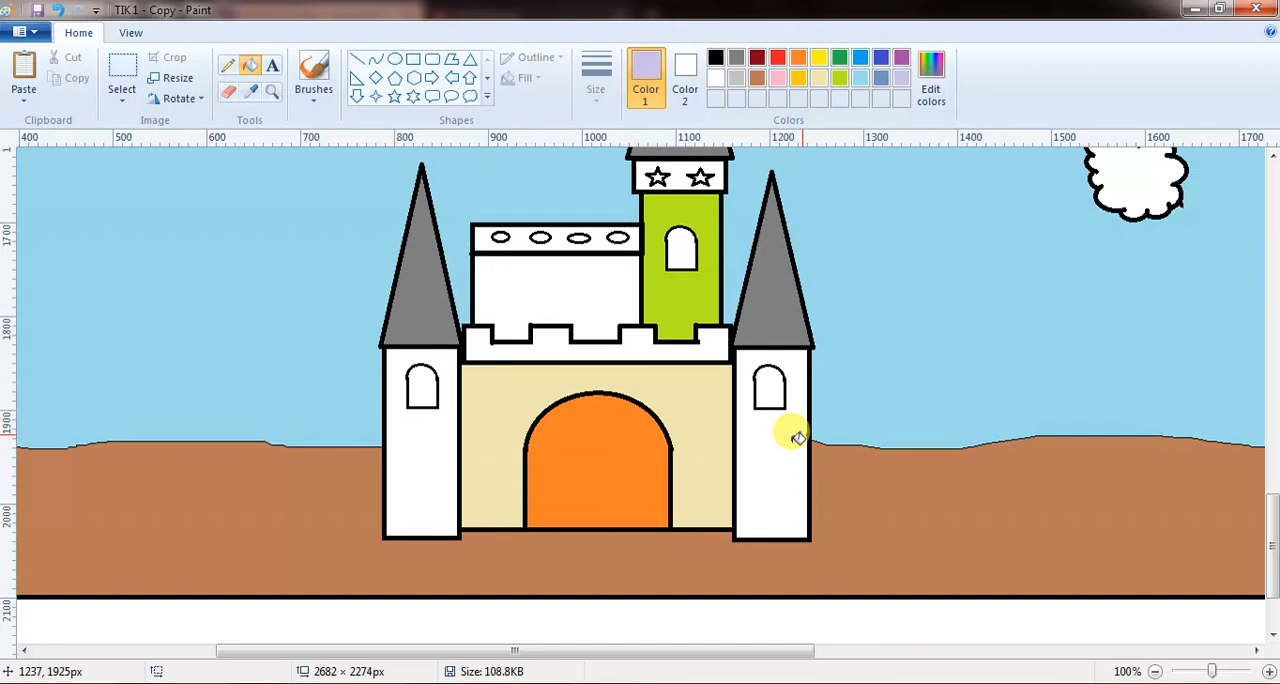 TIK 1 - Copy - Paint
Home View
Paste Cut Copy
Clipboard
Select Crop Resize Rotate
Image
A
Tools
Brushes
Outline Fill
Shapes
Size
Color 1
Color 2
Edit colors
Colors
400 500 600 700 800 900 1000 1100 1200 1300 1400 1500 1600 1700
1700
1800
1900
2000
2100
1237, 1925px 2682 × 2274px Size: 108.8KB 100%